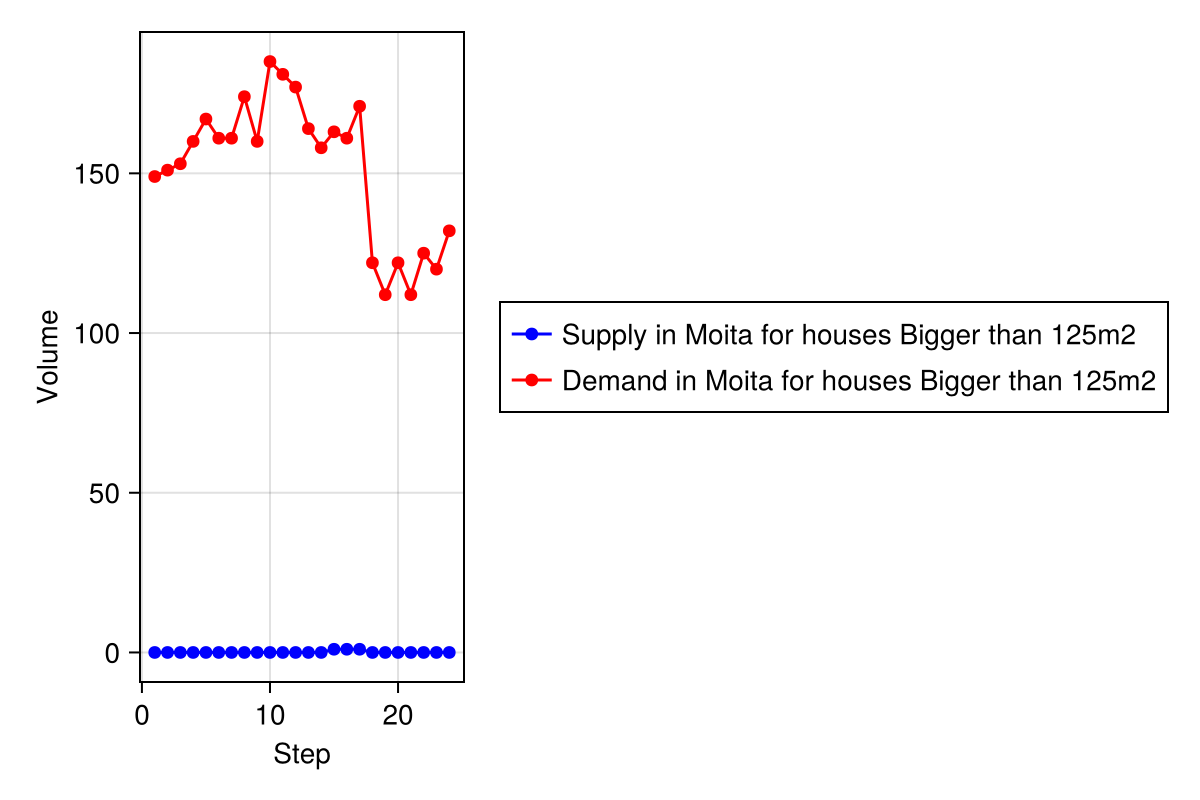 150
100
50
0
Volume
0 10 20
Step
Supply in Moita for houses Bigger than 125m2
Demand in Moita for houses Bigger than 125m2